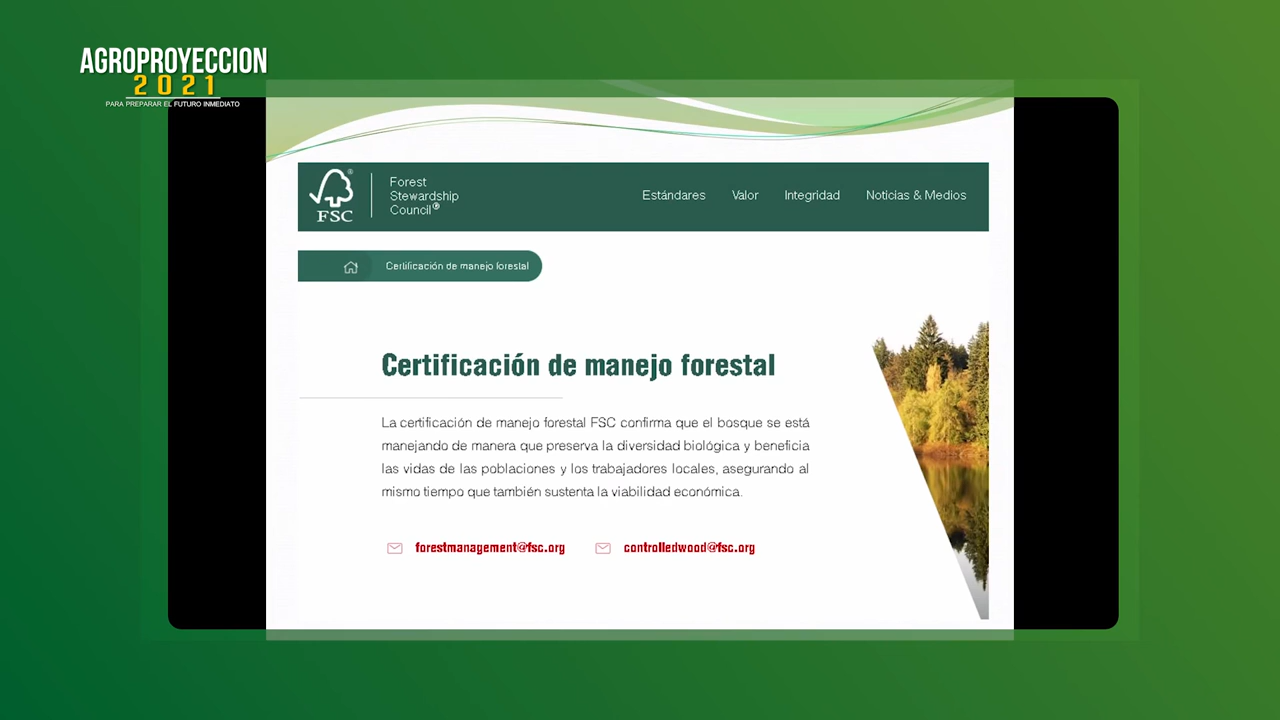 AGROPROYECCION
2021
PARA PREPARAR EL FUTURO INMEDIATO
FSC®
Forest
Stewardship
Council®
Estándares Valor Integridad Noticias & Medios
Certificación de manejo forestal
Certificación de manejo forestal
La certificación de manejo forestal FSC confirma que el bosque se está
manejando de manera que preserva la diversidad biológica y beneficia
las vidas de las poblaciones y los trabajadores locales, asegurando al
mismo tiempo que también sustenta la viabilidad económica.
forestmanagement@fsc.org controlledwood@fsc.org